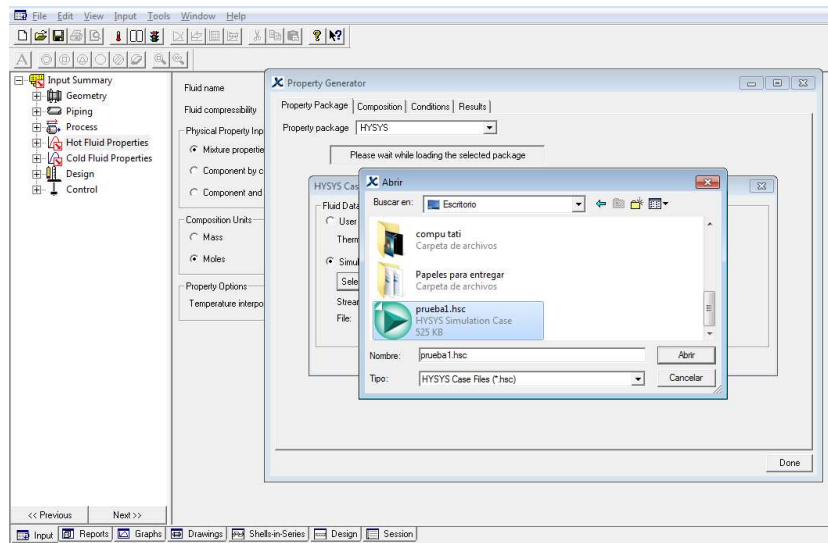 File Edit View Input Tools Window Help
Input Summary
Geometry
Piping
Process
Hot Fluid Properties
Cold Fluid Properties
Design
Control
Fluid name
Fluid compressibility
Physical Property Inp
Mixture propertie
Component by c
Component and
Composition Units
Mass
Moles
Property Options
Temperature interpo
Property Generator
Property Package Composition Conditions Results
Property package HYSYS
Please wait while loading the selected package
HYSYS Cas
Fluid Data
User
Therm
Simul
Sele
Strear
File:
Abrir
Buscar en: Escritorio
compu tati
Carpeta de archivos
Papeles para entregar
Carpeta de archivos
prueba1.hsc
HYSYS Simulation Case
525 KB
Nombre: prueba1.hsc Abrir
Tipo: HYSYS Case Files (*.hsc) Cancelar
Done
<< Previous Next >>
Input Reports Graphs Drawings Shells-in-Series Design Session